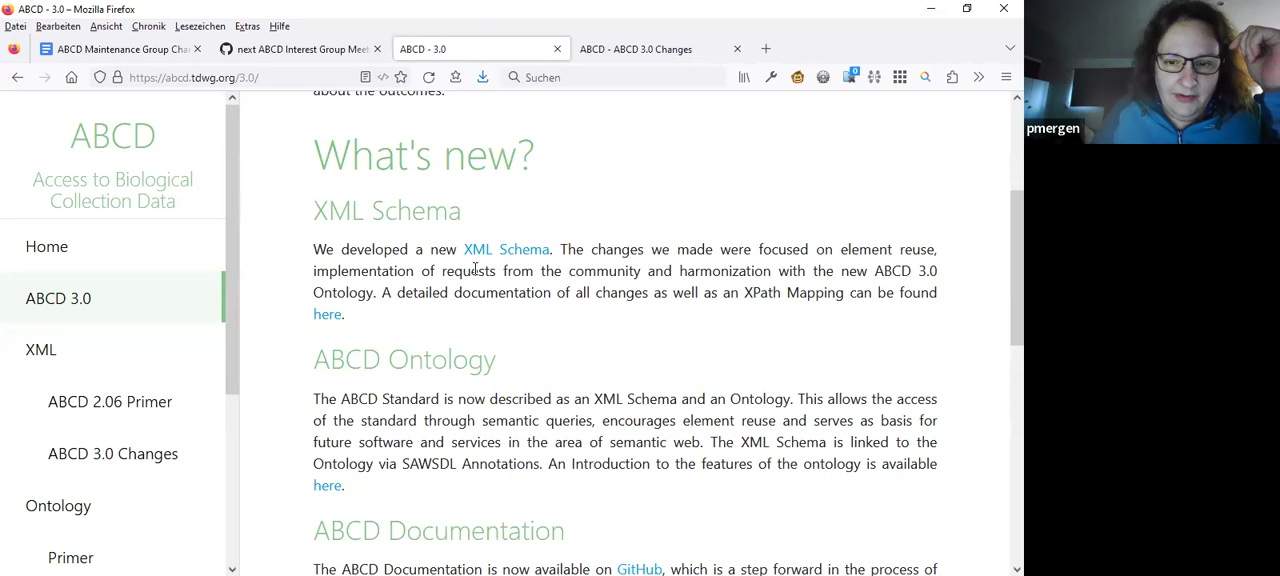 ABCD - 3.0 – Mozilla Firefox
Datei Bearbeiten Ansicht Chronik Lesezeichen Extras Hilfe
ABCD Maintenance Group Cha
next ABCD Interest Group Meet
ABCD - 3.0
ABCD - ABCD 3.0 Changes
https://abcd.tdwg.org/3.0/
Suchen
0
about the outcomes.
ABCD
Access to Biological
Collection Data
Home
ABCD 3.0
XML
ABCD 2.06 Primer
ABCD 3.0 Changes
Ontology
Primer
What's new?
XML Schema
We developed a new XML Schema. The changes we made were focused on element reuse,
implementation of requests from the community and harmonization with the new ABCD 3.0
Ontology. A detailed documentation of all changes as well as an XPath Mapping can be found
here.
ABCD Ontology
The ABCD Standard is now described as an XML Schema and an Ontology. This allows the access
of the standard through semantic queries, encourages element reuse and serves as basis for
future software and services in the area of semantic web. The XML Schema is linked to the
Ontology via SAWSDL Annotations. An Introduction to the features of the ontology is available
here.
ABCD Documentation
The ABCD Documentation is now available on GitHub, which is a step forward in the process of
pmergen